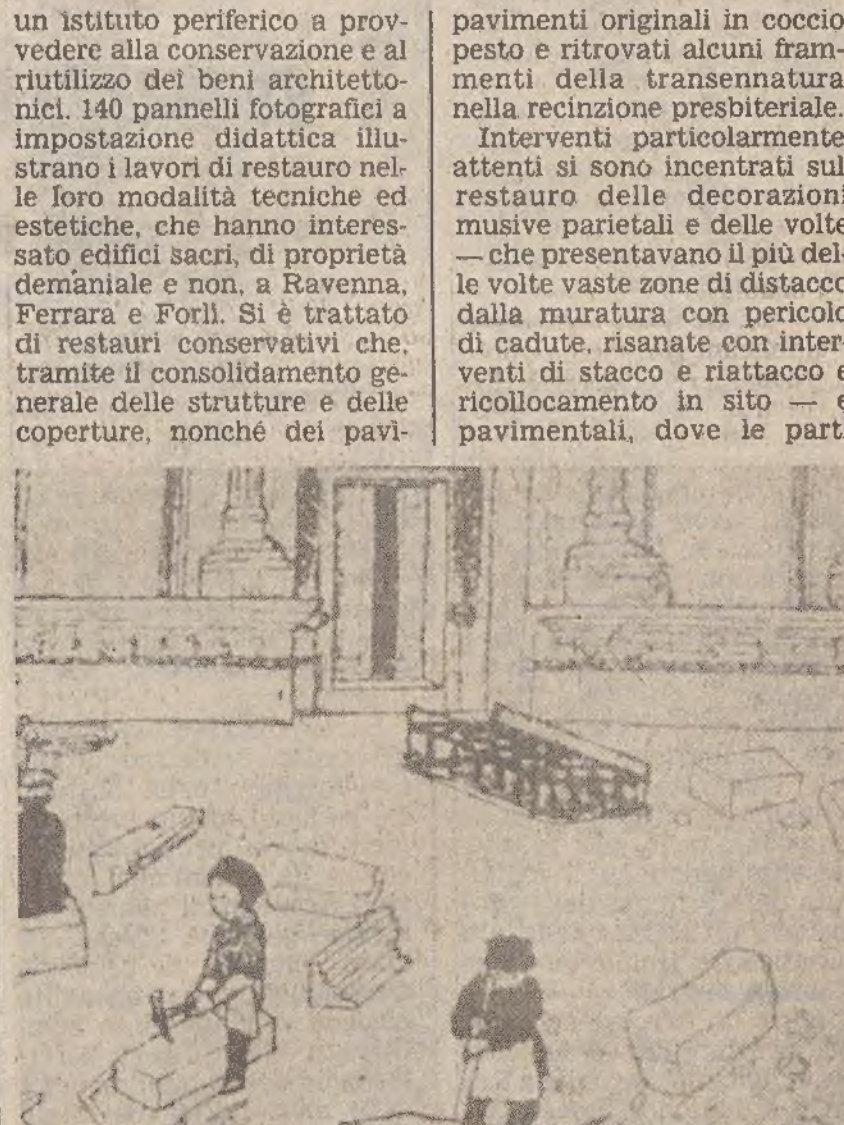 un istituto periferico a prov-
vedere alla conservazione e al
riutilizzo dei beni architetto-
nici. 140 pannelli fotografici a
impostazione didattica illu-
strano i lavori di restauro nel-
le loro modalità tecniche ed
estetiche, che hanno interes-
sato edifici sacri, di proprietà
demaniale e non, a Ravenna,
Ferrara e Forlì. Si è trattato
di restauri conservativi che,
tramite il consolidamento ge-
nerale delle strutture e delle
coperture, nonché dei pavi-
pavimenti originali in coccio
pesto e ritrovati alcuni fram-
menti della transennatura
nella recinzione presbiteriale.
Interventi particolarmente
attenti si sono incentrati sul
restauro delle decorazioni
musive parietali e delle volte
— che presentavano il più del-
le volte vaste zone di distacco
dalla muratura con pericolo
di cadute, risanate con inter-
venti di stacco e riattacco e
ricollocamento in sito — e
pavimentali, dove le parti